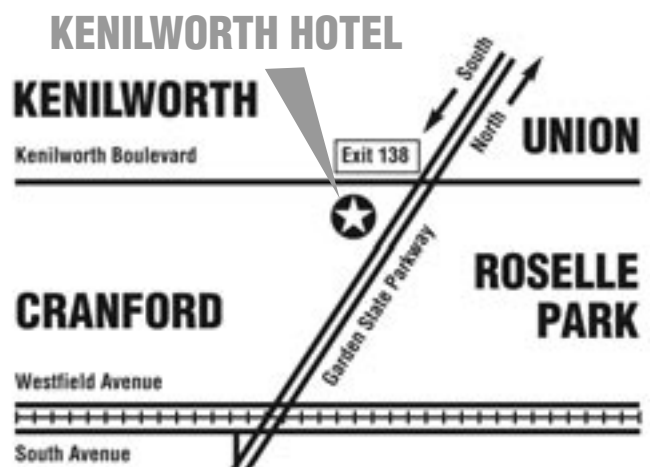 KENILWORTH HOTEL
South
KENILWORTH
North
UNION
Kenilworth Boulevard
Exit 138
Garden State Parkway
ROSELLE
PARK
CRANFORD
Westfield Avenue
South Avenue